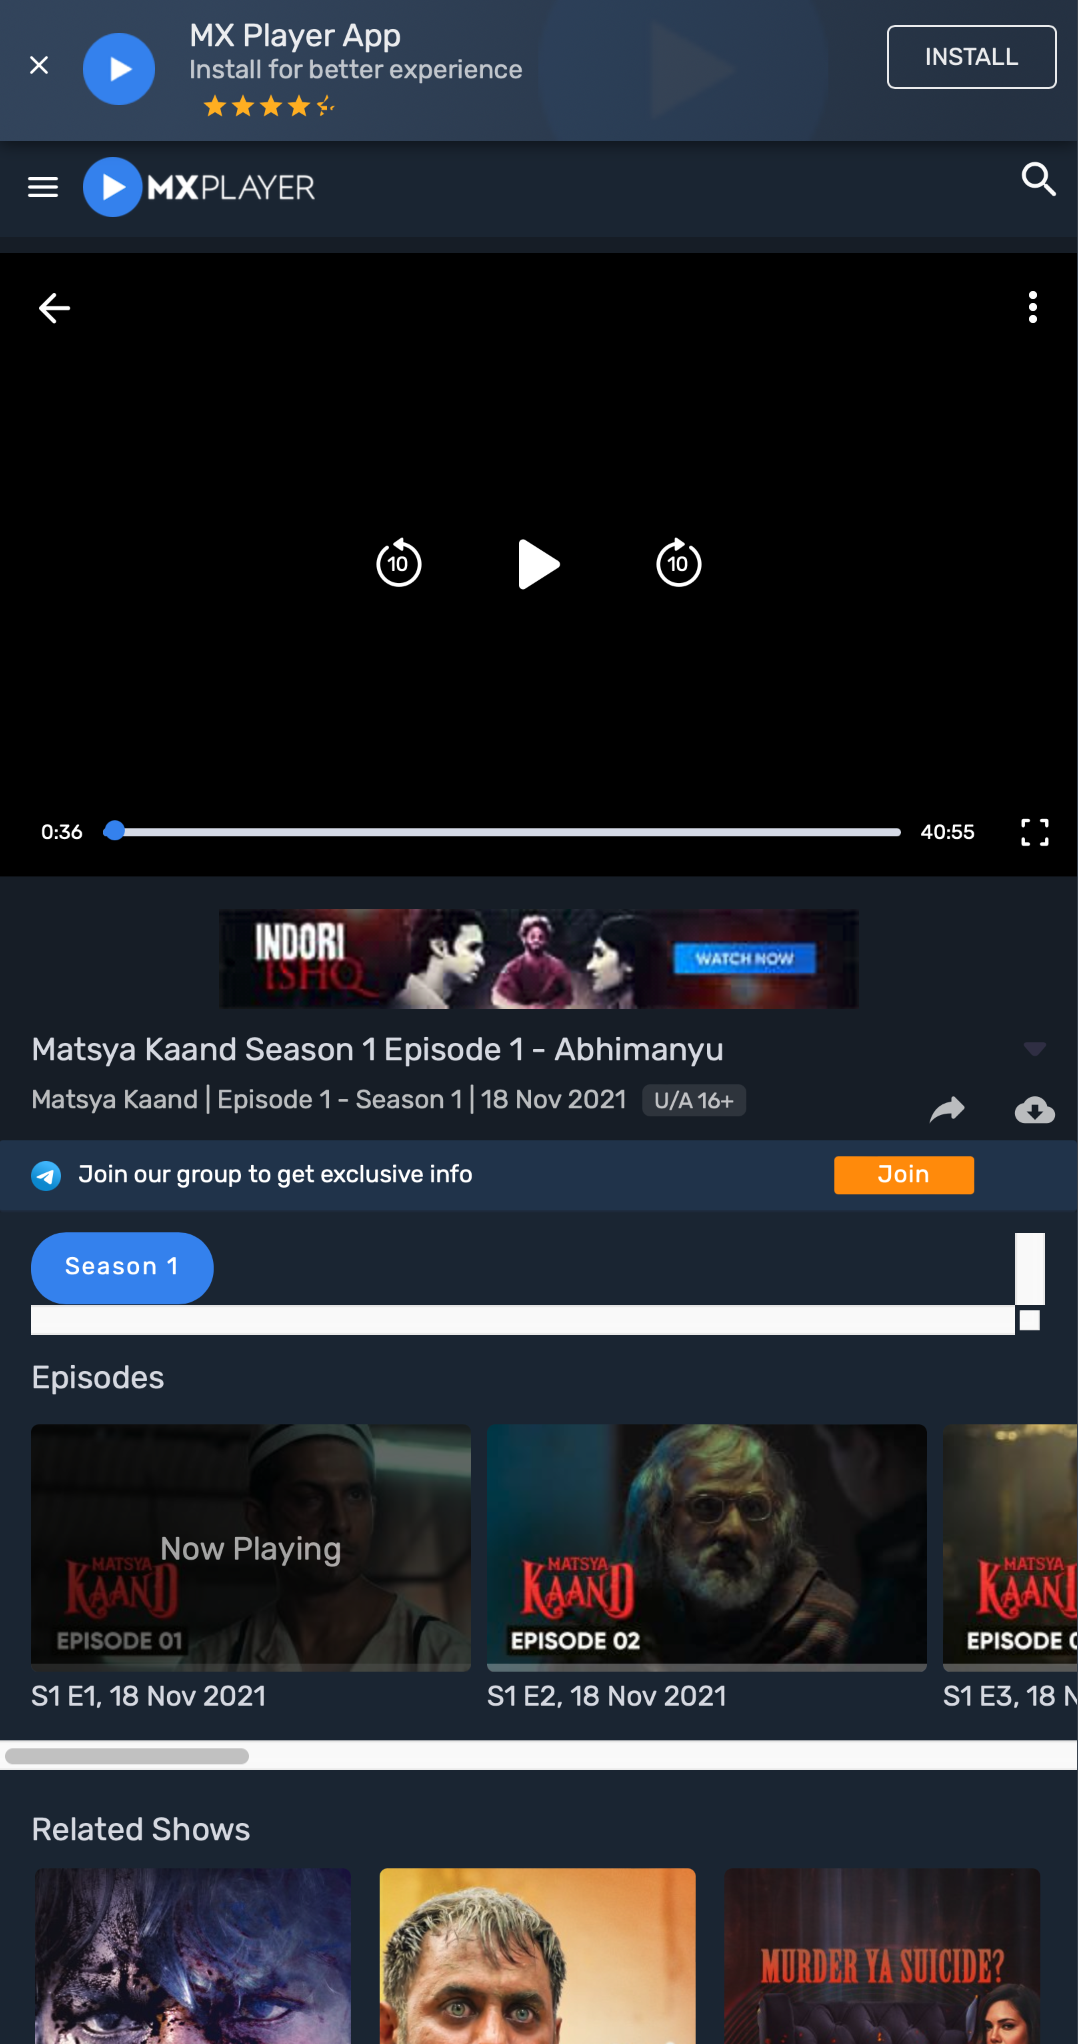 MX Player App
Install for better experience
INSTALL
MXPLAYER
10
10
0:36
40:55
INDORI
ISHQ
WATCH NOW
Matsya Kaand Season 1 Episode 1 - Abhimanyu
Matsya Kaand | Episode 1 - Season 1 | 18 Nov 2021 U/A 16+
Join our group to get exclusive info
Join
Season 1
Episodes
Now Playing
MATSYA
KAAND
EPISODE 01
MATSYA
KAAND
EPISODE 02
MATSYA
KAAN
EPISODE
S1 E1, 18 Nov 2021
S1 E2, 18 Nov 2021
S1 E3, 18 N
Related Shows
MURDER YA SUICIDE?